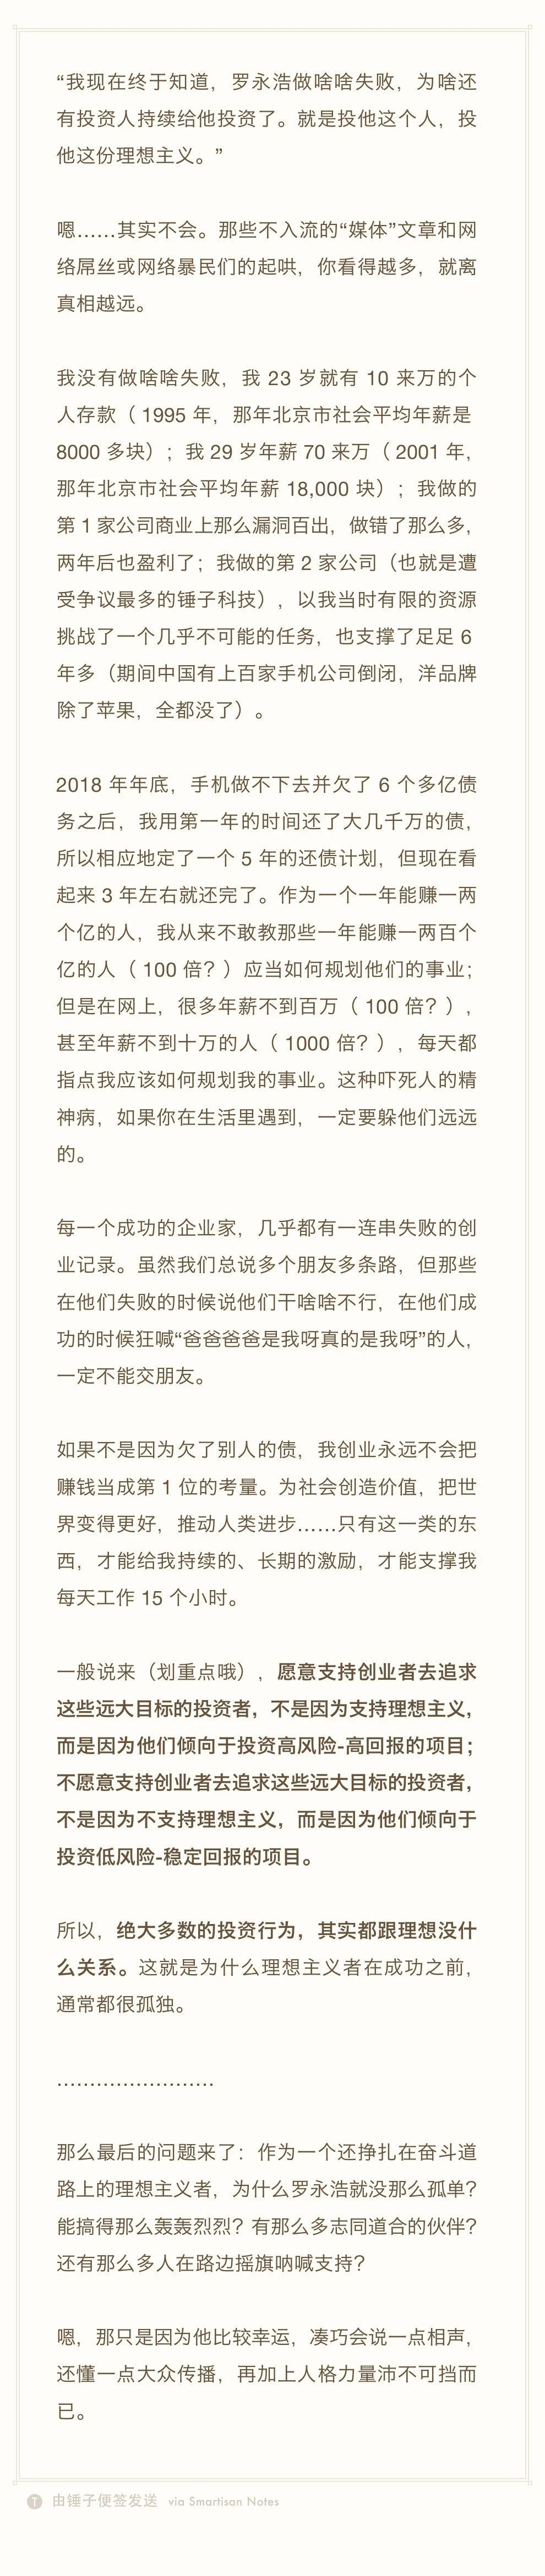 “我现在终于知道，罗永浩做啥啥失败，为啥还
有投资人持续给他投资了。就是投他这个人，投
他这份理想主义。”
嗯……其实不会。那些不入流的“媒体”文章和网
络屌丝或网络暴民们的起哄，你看得越多，就离
真相越远。
我没有做啥啥失败，我 23 岁就有 10 来万的个
人存款（ 1995 年，那年北京市社会平均年薪是
8000 多块）；我 29 岁年薪 70 来万（ 2001 年，
那年北京市社会平均年薪 18,000 块）；我做的
第 1 家公司商业上那么漏洞百出，做错了那么多，
两年后也盈利了；我做的第 2 家公司（也就是遭
受争议最多的锤子科技），以我当时有限的资源
挑战了一个几乎不可能的任务，也支撑了足足 6
年多（期间中国有上百家手机公司倒闭，洋品牌
除了苹果，全都没了）。
2018 年年底，手机做不下去并欠了 6 个多亿债
务之后，我用第一年的时间还了大几千万的债，
所以相应地定了一个 5 年的还债计划，但现在看
起来 3 年左右就还完了。作为一个一年能赚一两
个亿的人，我从来不敢教那些一年能赚一两百个
亿的人（ 100 倍？）应当如何规划他们的事业；
但是在网上，很多年薪不到百万（ 100 倍？），
甚至年薪不到十万的人（ 1000 倍？），每天都
指点我应该如何规划我的事业。这种吓死人的精
神病，如果你在生活里遇到，一定要躲他们远远
的。
每一个成功的企业家，几乎都有一连串失败的创
业记录。虽然我们总说多个朋友多条路，但那些
在他们失败的时候说他们干啥啥不行，在他们成
功的时候狂喊“爸爸爸爸是我呀真的是我呀”的人，
一定不能交朋友。
如果不是因为欠了别人的债，我创业永远不会把
赚钱当成第 1 位的考量。为社会创造价值，把世
界变得更好，推动人类进步……只有这一类的东
西，才能给我持续的、长期的激励，才能支撑我
每天工作 15 个小时。
一般说来（划重点哦），愿意支持创业者去追求
这些远大目标的投资者，不是因为支持理想主义，
而是因为他们倾向于投资高风险-高回报的项目；
不愿意支持创业者去追求这些远大目标的投资者，
不是因为不支持理想主义，而是因为他们倾向于
投资低风险-稳定回报的项目。
所以，绝大多数的投资行为，其实都跟理想没什
么关系。这就是为什么理想主义者在成功之前，
通常都很孤独。
……………………
那么最后的问题来了：作为一个还挣扎在奋斗道
路上的理想主义者，为什么罗永浩就没那么孤单？
能搞得那么轰轰烈烈？有那么多志同道合的伙伴？
还有那么多人在路边摇旗呐喊支持？
嗯，那只是因为他比较幸运，凑巧会说一点相声，
还懂一点大众传播，再加上人格力量沛不可挡而
已。
由锤子便签发送 via Smartisan Notes